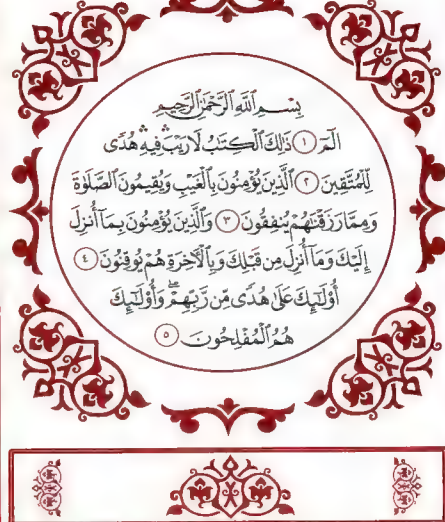 بِسْمِ ٱللَّهِ ٱلرَّحْمَٰنِ ٱلرَّحِيمِ
الٓمٓ ١ ذَٰلِكَ ٱلْكِتَٰبُ لَا رَيْبَۛ فِيهِۛ هُدًى
لِّلْمُتَّقِينَ ٢ ٱلَّذِينَ يُؤْمِنُونَ بِٱلْغَيْبِ وَيُقِيمُونَ ٱلصَّلَوٰةَ
وَمِمَّا رَزَقْنَٰهُمْ يُنفِقُونَ ٣ وَٱلَّذِينَ يُؤْمِنُونَ بِمَآ أُنزِلَ
إِلَيْكَ وَمَآ أُنزِلَ مِن قَبْلِكَ وَبِٱلْـَٔاخِرَةِ هُمْ يُوقِنُونَ ٤
أُو۟لَٰٓئِكَ عَلَىٰ هُدًى مِّن رَّبِّهِمْۖ وَأُو۟لَٰٓئِكَ
هُمُ ٱلْمُفْلِحُونَ ٥